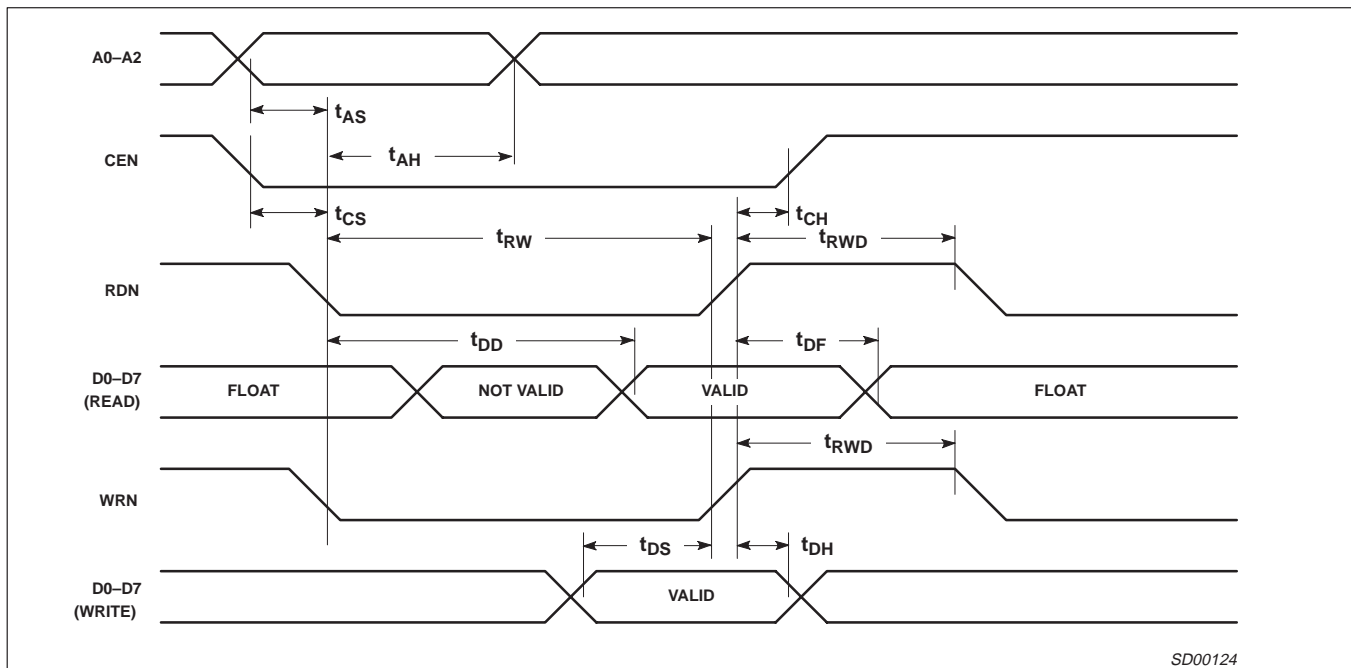 A0–A2
tAS
CEN
tAH
tCS
tCH
tRW
tRWD
RDN
tDD
tDF
D0–D7
(READ)
FLOAT
NOT VALID
VALID
FLOAT
tRWD
WRN
tDS
tDH
D0–D7
(WRITE)
VALID
SD00124